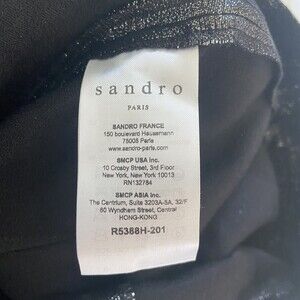 sandro
PARIS
SANDRO FRANCE
150 boulevard Haussmann
75008 Paris
www.sandro-paris.com
SMCP USA Inc.
10 Crosby Street, 3rd Floor
New York, New York 10013
RN132784
SMCP ASIA Inc.
The Centrium, Suite 3203A-5A, 32/F
60 Wyndham Street, Central
HONG-KONG
R5388H-201